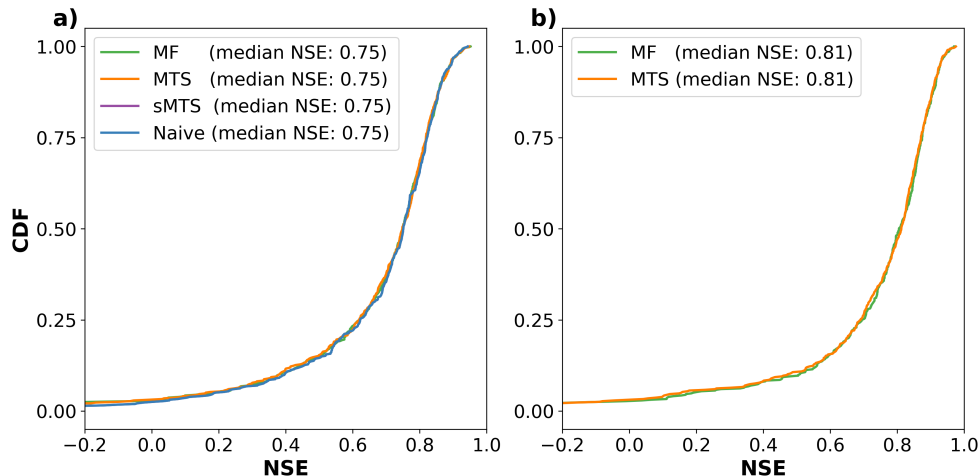 a)
1.00
0.75
0.50
0.25
0.00
CDF
MF (median NSE: 0.75)
MTS (median NSE: 0.75)
sMTS (median NSE: 0.75)
Naive (median NSE: 0.75)
−0.2 0.0 0.2 0.4 0.6 0.8 1.0
NSE
b)
1.00
0.75
0.50
0.25
0.00
MF (median NSE: 0.81)
MTS (median NSE: 0.81)
−0.2 0.0 0.2 0.4 0.6 0.8 1.0
NSE